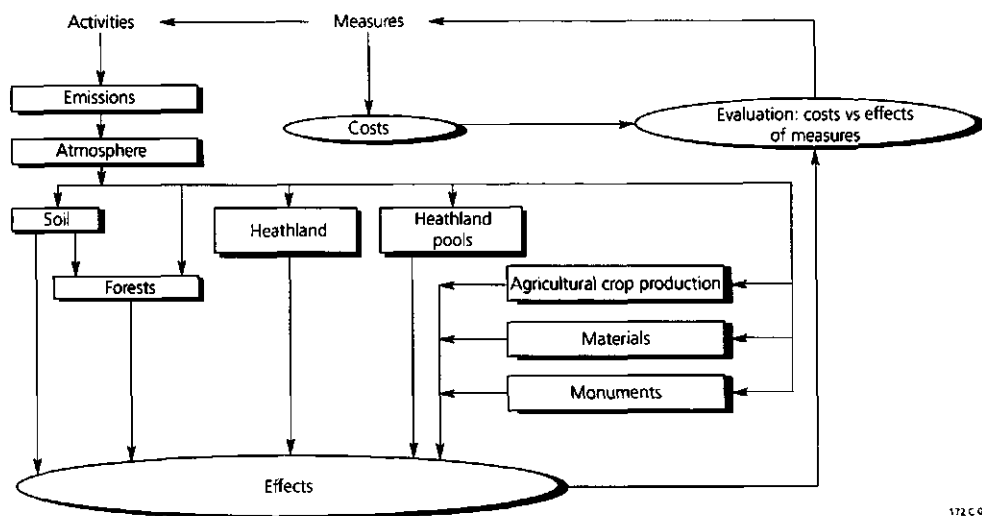 Activities
Measures
Emissions
Costs
Evaluation: costs vs effects
of measures
Atmosphere
Soil
Heathland
Heathland
pools
Forests
Agricultural crop production
Materials
Monuments
Effects